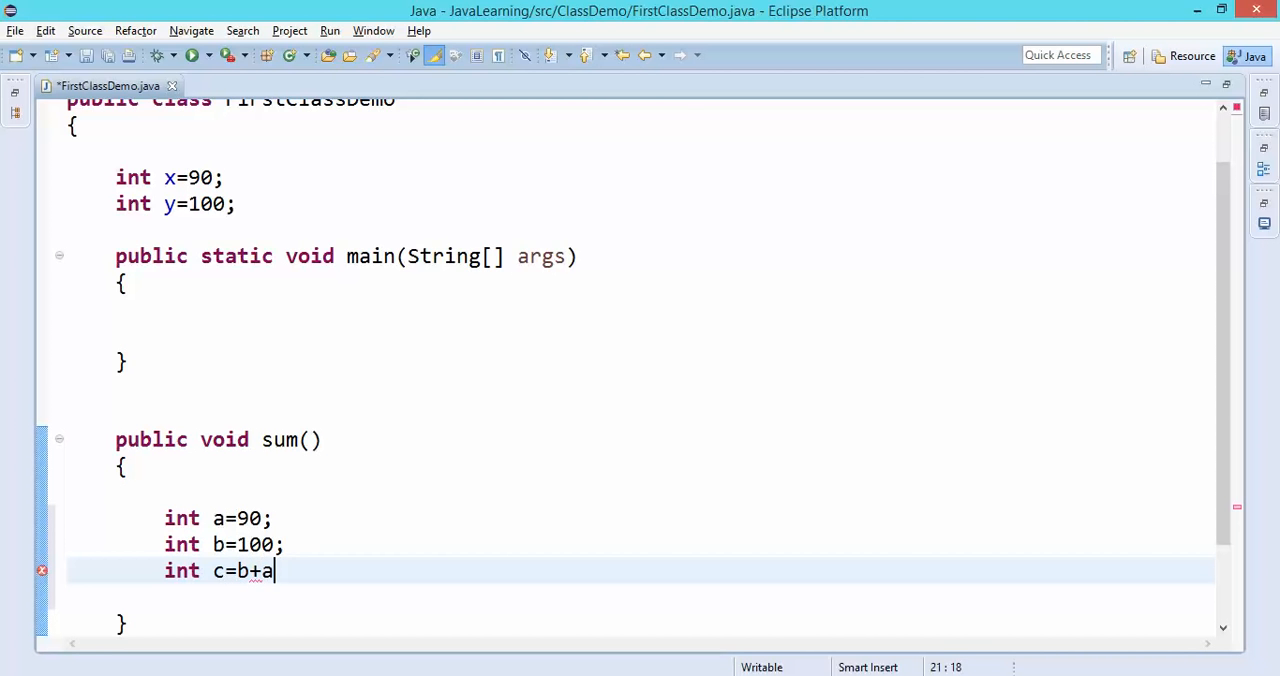 Java - JavaLearning/src/ClassDemo/FirstClassDemo.java - Eclipse Platform
File Edit Source Refactor Navigate Search Project Run Window Help
Quick Access Resource Java
*FirstClassDemo.java
public class FirstClassDemo
{
int x=90;
int y=100;
public static void main(String[] args)
{
}
public void sum()
{
int a=90;
int b=100;
int c=b+a
}
Writable Smart Insert 21 : 18